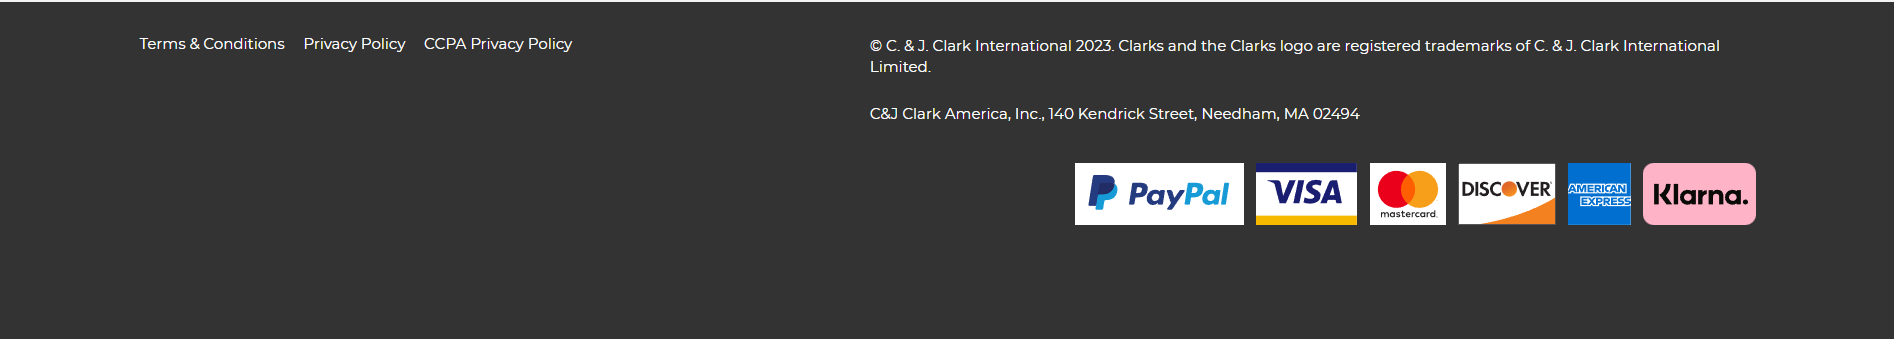 Terms & Conditions Privacy Policy CCPA Privacy Policy
© C. & J. Clark International 2023. Clarks and the Clarks logo are registered trademarks of C. & J. Clark International
Limited.
C&J Clark America, Inc., 140 Kendrick Street, Needham, MA 02494
PayPal
VISA
mastercard.
DISCOVER
AMERICAN
EXPRESS
Klarna.